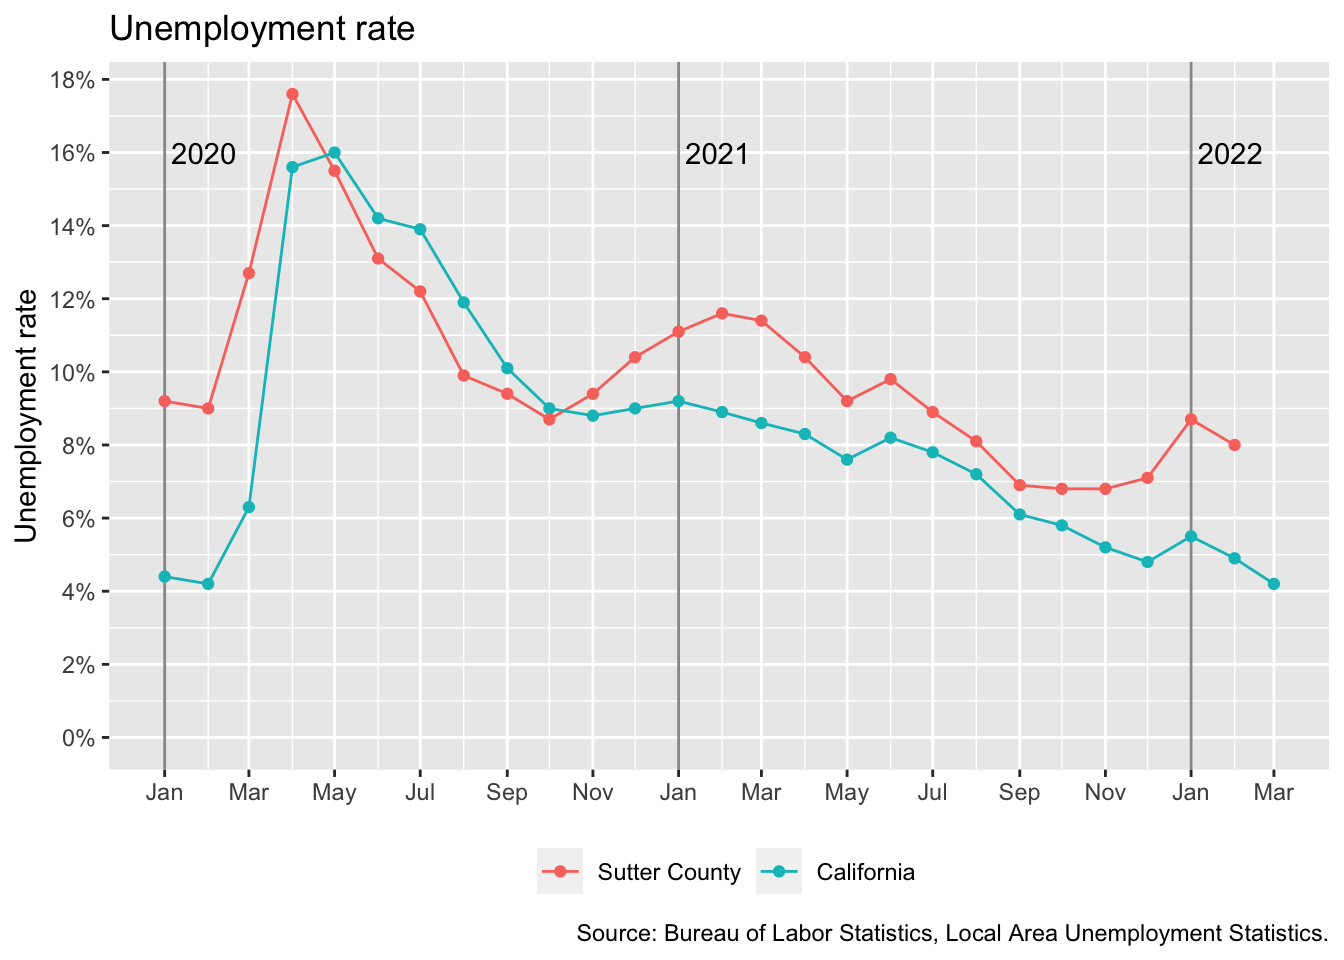 Unemployment rate
18%
16%
14%
12%
10%
8%
6%
4%
2%
0%
Unemployment rate
2020 2021 2022
Jan Mar May Jul Sep Nov Jan Mar May Jul Sep Nov Jan Mar
Sutter County California
Source: Bureau of Labor Statistics, Local Area Unemployment Statistics.